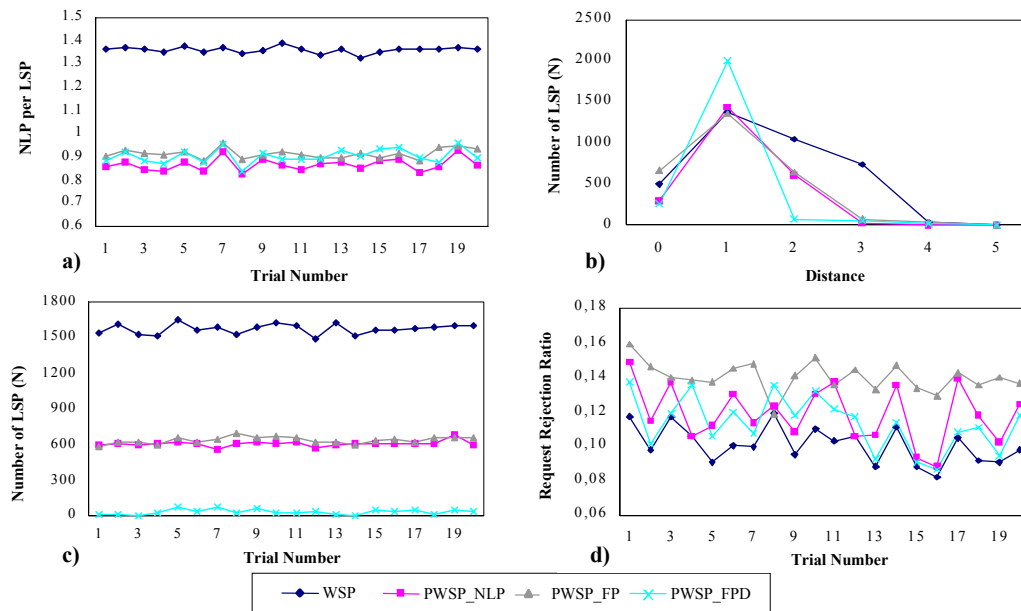 1.5
1.4
1.3
1.2
1.1
1
0.9
0.8
0.7
0.6
NLP per LSP
1 3 5 7 9 11 13 15 17 19
a)
Trial Number
2500
2000
1500
1000
500
0
Number of LSP (N)
0 1 2 3 4 5
b)
Distance
1800
1500
1200
900
600
300
0
Number of LSP (N)
1 3 5 7 9 11 13 15 17 19
c)
Trial Number
0,18
0,16
0,14
0,12
0,10
0,08
0,06
Request Rejection Ratio
1 3 5 7 9 11 13 15 17 19
Trial Number
d)
WSP PWSP_NLP PWSP_FP PWSP_FPD